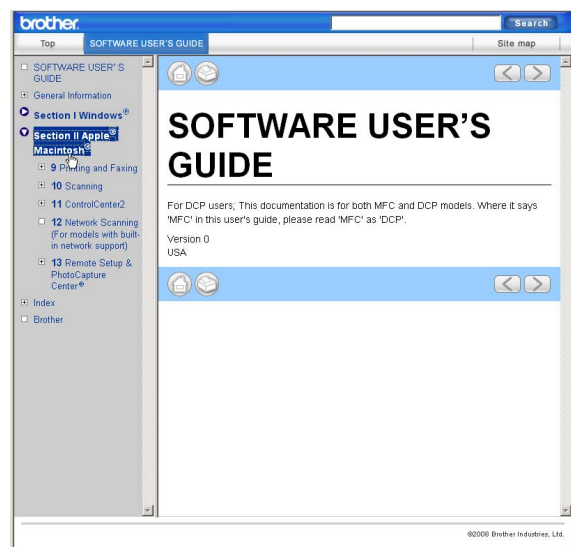 brother.
Search
Top
SOFTWARE USER'S GUIDE
Site map
SOFTWARE USER' S
GUIDE
General Information
Section I Windows®
Section II Apple®
Macintosh®
9 Printing and Faxing
10 Scanning
11 ControlCenter2
12 Network Scanning
(For models with built-
in network support)
13 Remote Setup &
PhotoCapture
Center®
Index
Brother
SOFTWARE USER'S
GUIDE
For DCP users; This documentation is for both MFC and DCP models. Where it says
'MFC' in this user's guide, please read 'MFC' as 'DCP'.
Version 0
USA
©2008 Brother Industries, Ltd.